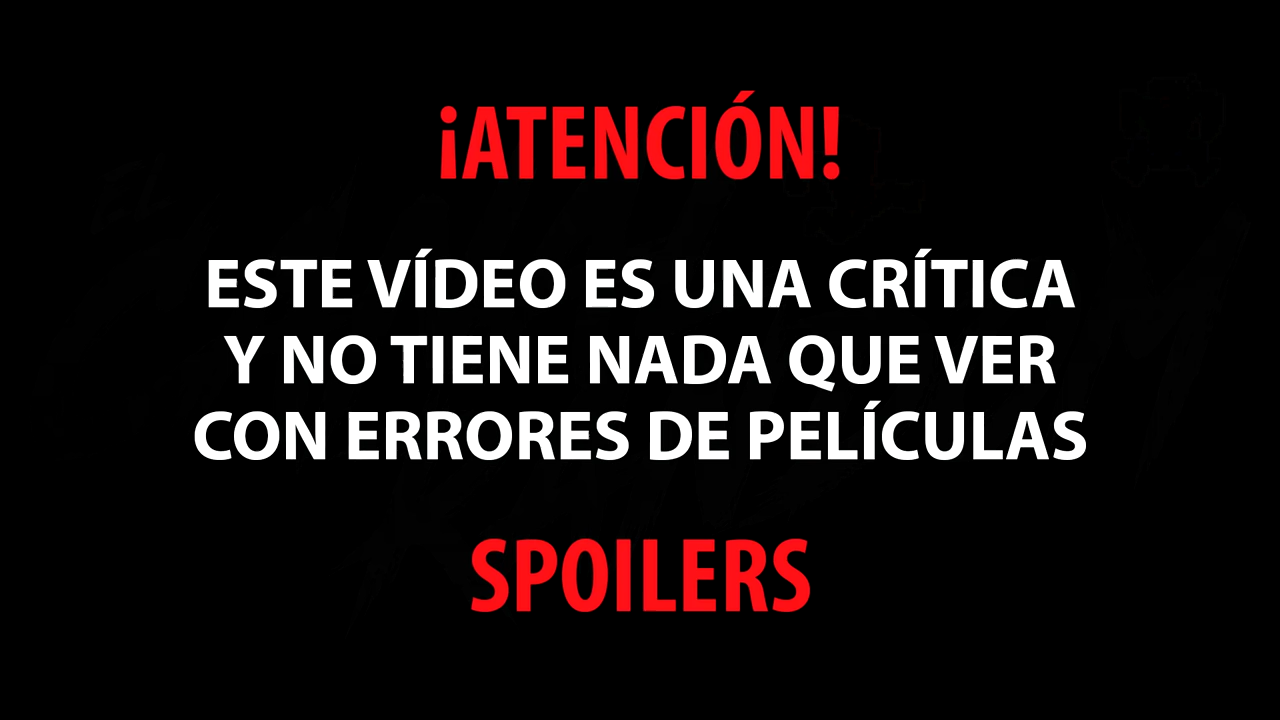 ¡ATENCIÓN!
ESTE VÍDEO ES UNA CRÍTICA
Y NO TIENE NADA QUE VER
CON ERRORES DE PELÍCULAS
SPOILERS